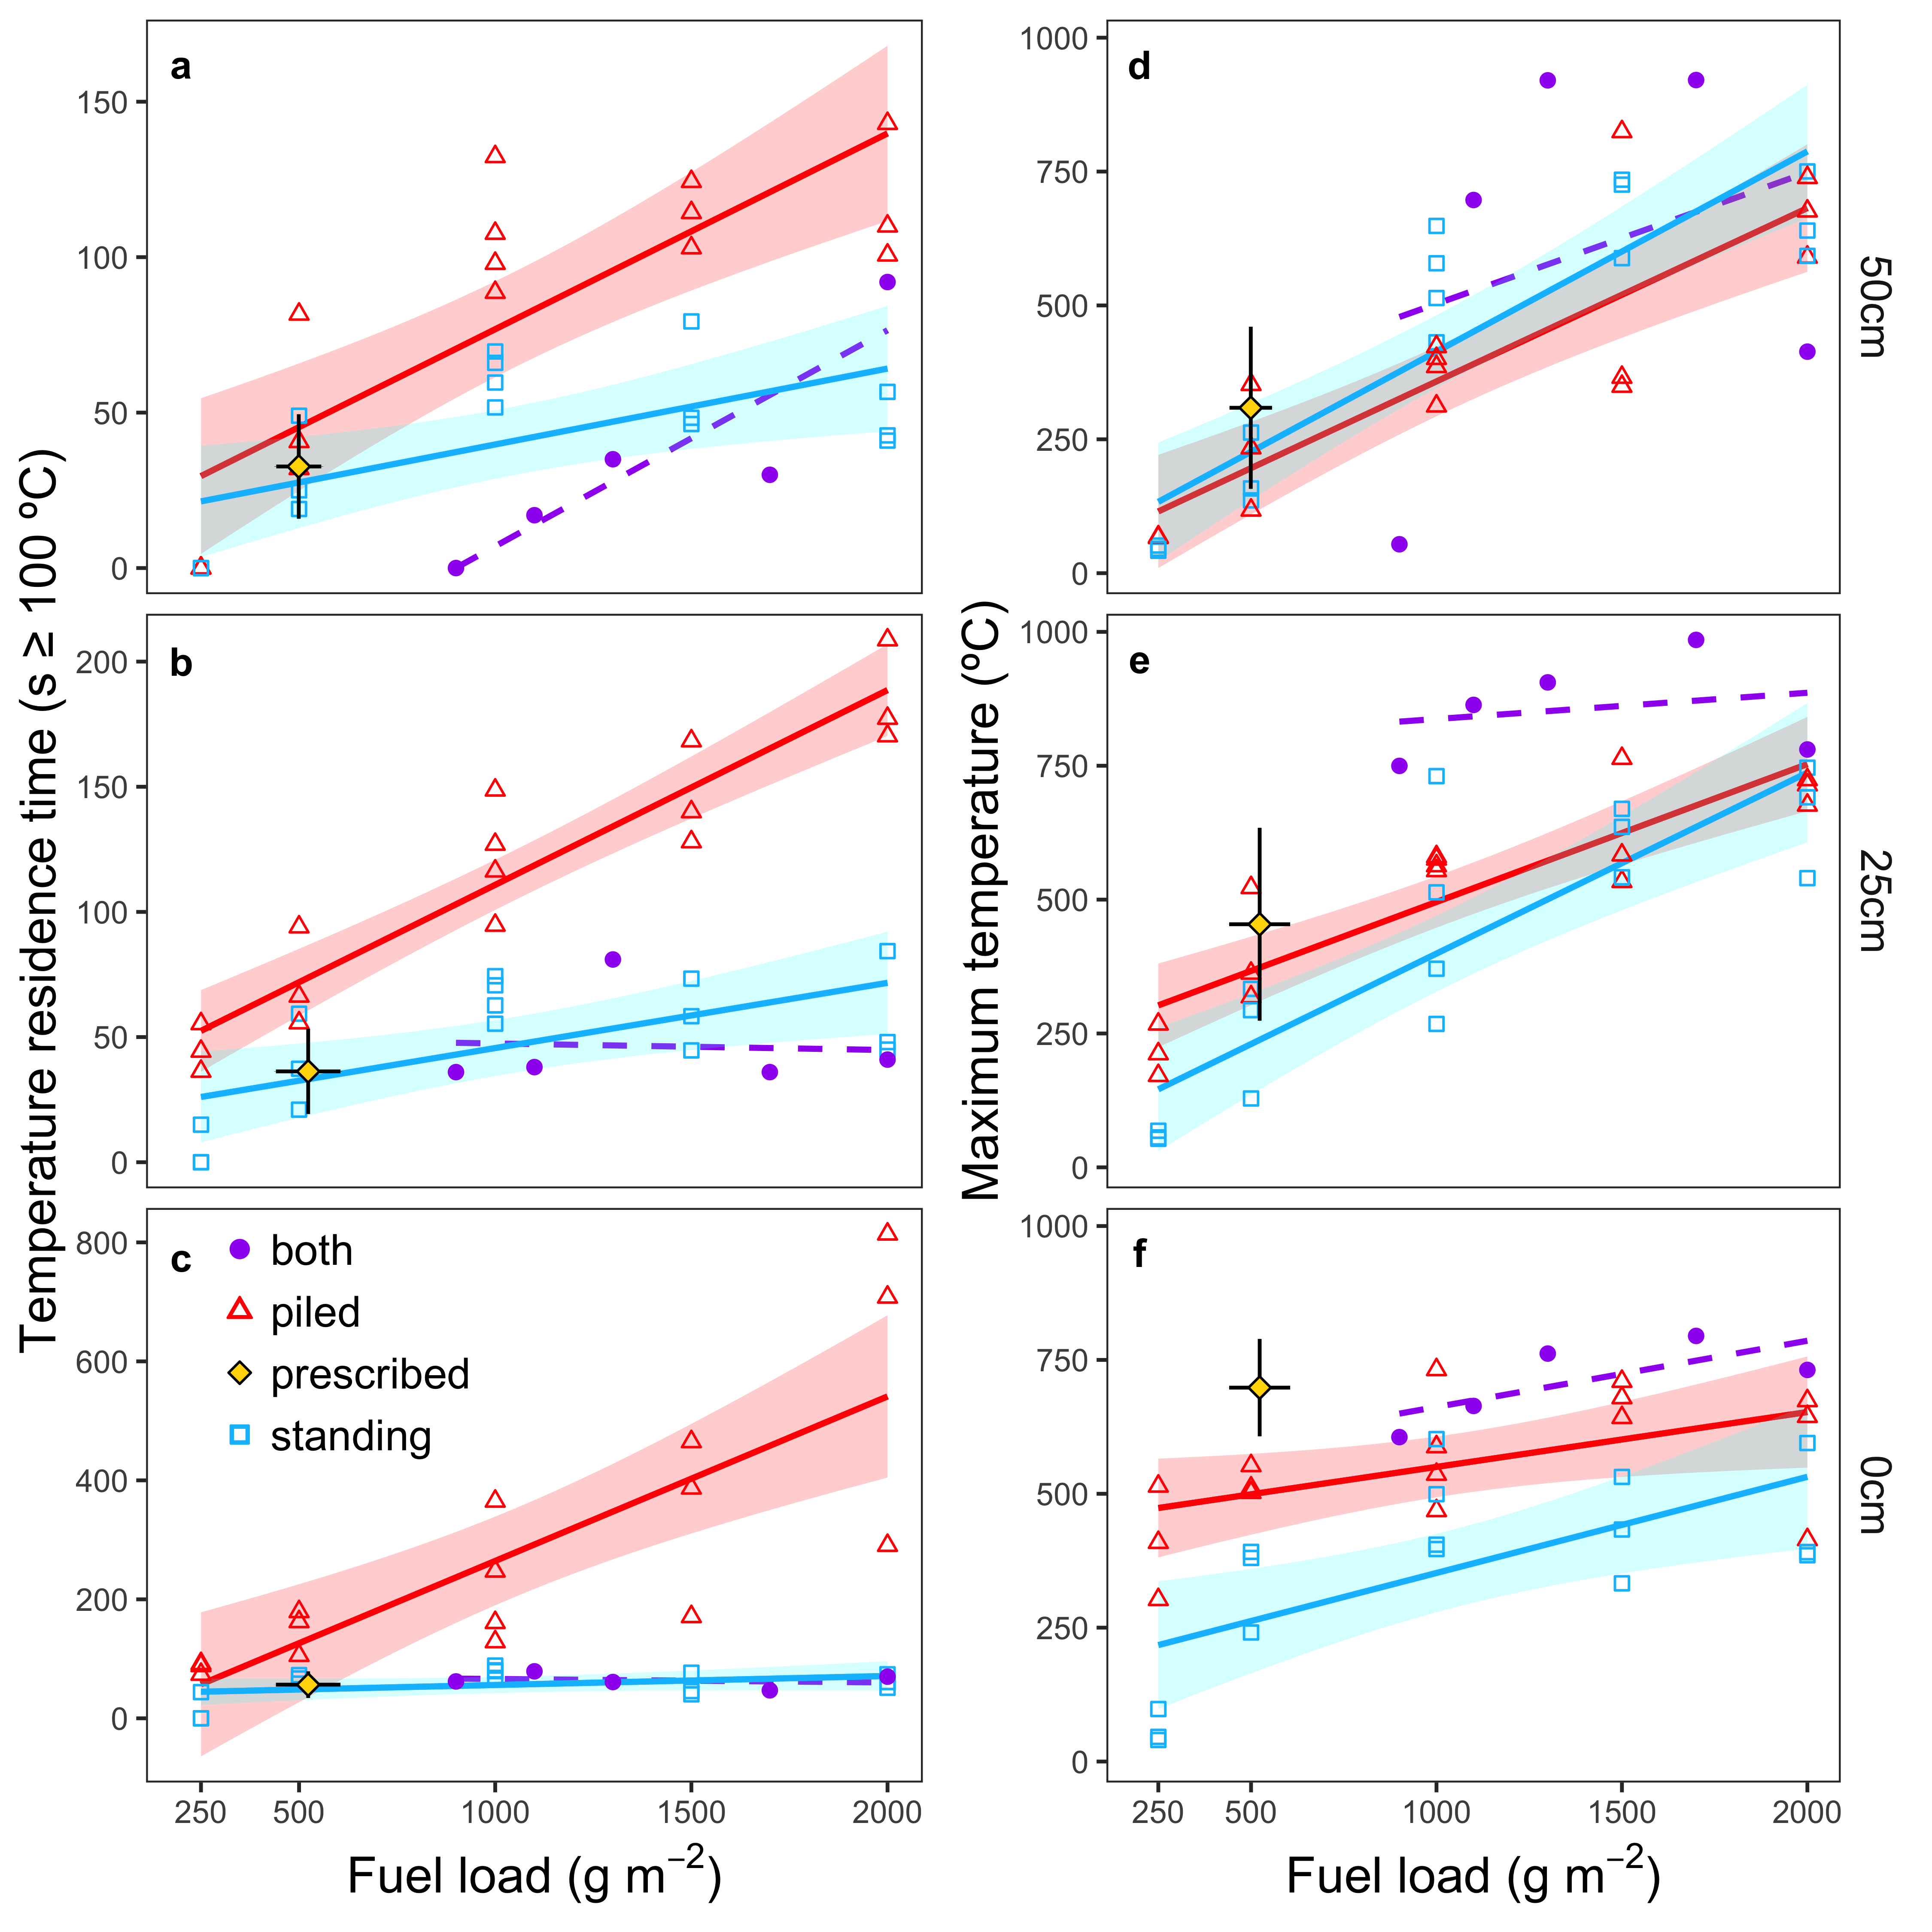 Temperature residence time (s ≥ 100 ºC)
a
150
100
50
0
b
200
150
100
50
0
c
both
piled
prescribed
standing
800
600
400
200
0
250 500 1000 1500 2000
Fuel load (g m⁻²)
Maximum temperature (ºC)
d
1000
750
500
250
0
50cm
e
1000
750
500
250
0
25cm
f
1000
750
500
250
0
0cm
250 500 1000 1500 2000
Fuel load (g m⁻²)